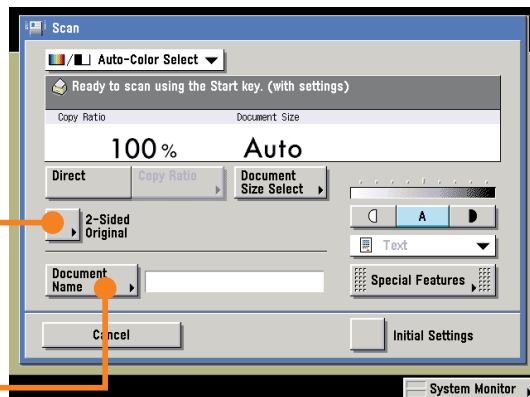 Scan
Auto-Color Select
Ready to scan using the Start key. (with settings)
Copy Ratio
Document Size
100 %
Auto
Direct
Copy Ratio
Document
Size Select
2-Sided
Original
A
Text
Document
Name
Special Features
Cancel
Initial Settings
System Monitor